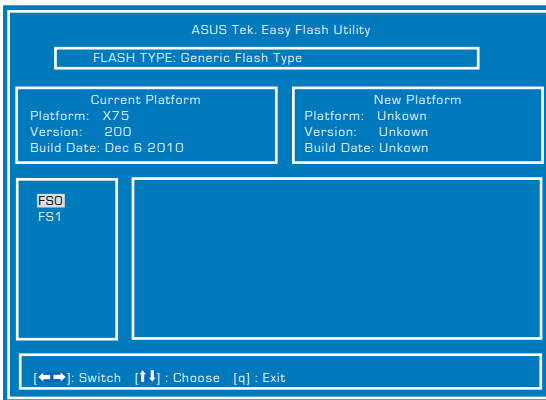 ASUS Tek. Easy Flash Utility
FLASH TYPE: Generic Flash Type
Current Platform
Platform: X75
Version: 200
Build Date: Dec 6 2010
New Platform
Platform: Unkown
Version: Unkown
Build Date: Unkown
FS0
FS1
[←→]: Switch [↑↓] : Choose [q] : Exit